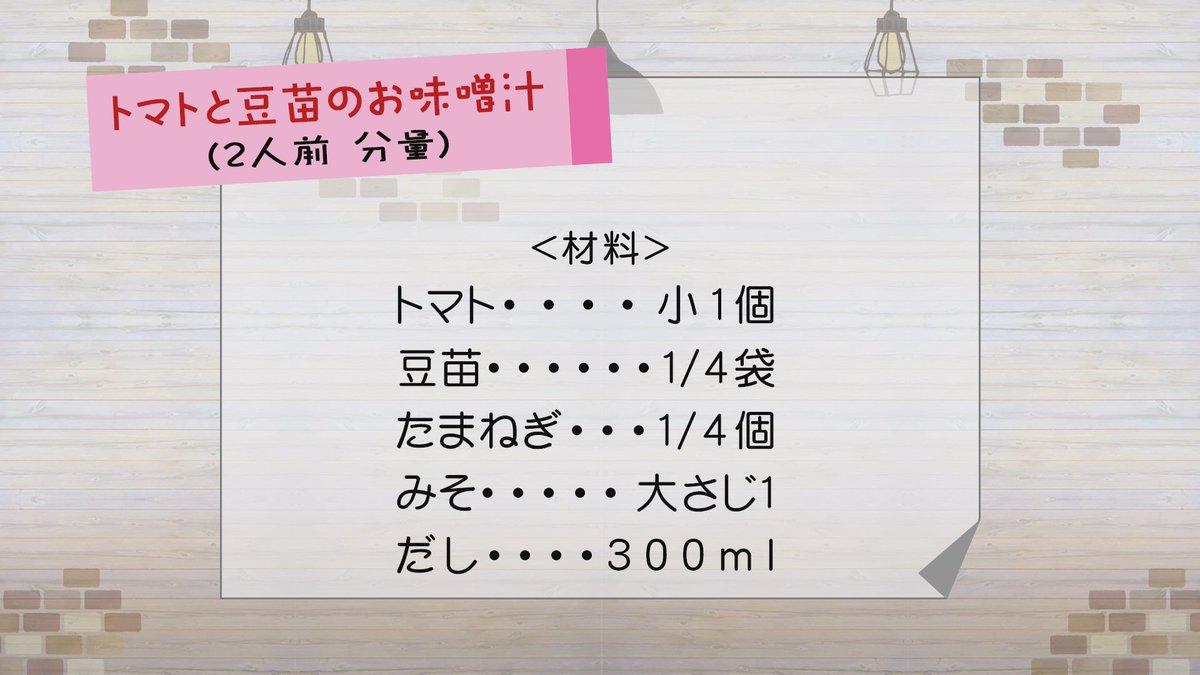 トマトと豆苗のお味噌汁
(2人前 分量)
<材料>
トマト・・・・小1個
豆苗・・・・・・1/4袋
たまねぎ・・・1/4個
みそ・・・・・大さじ1
だし・・・・300ml